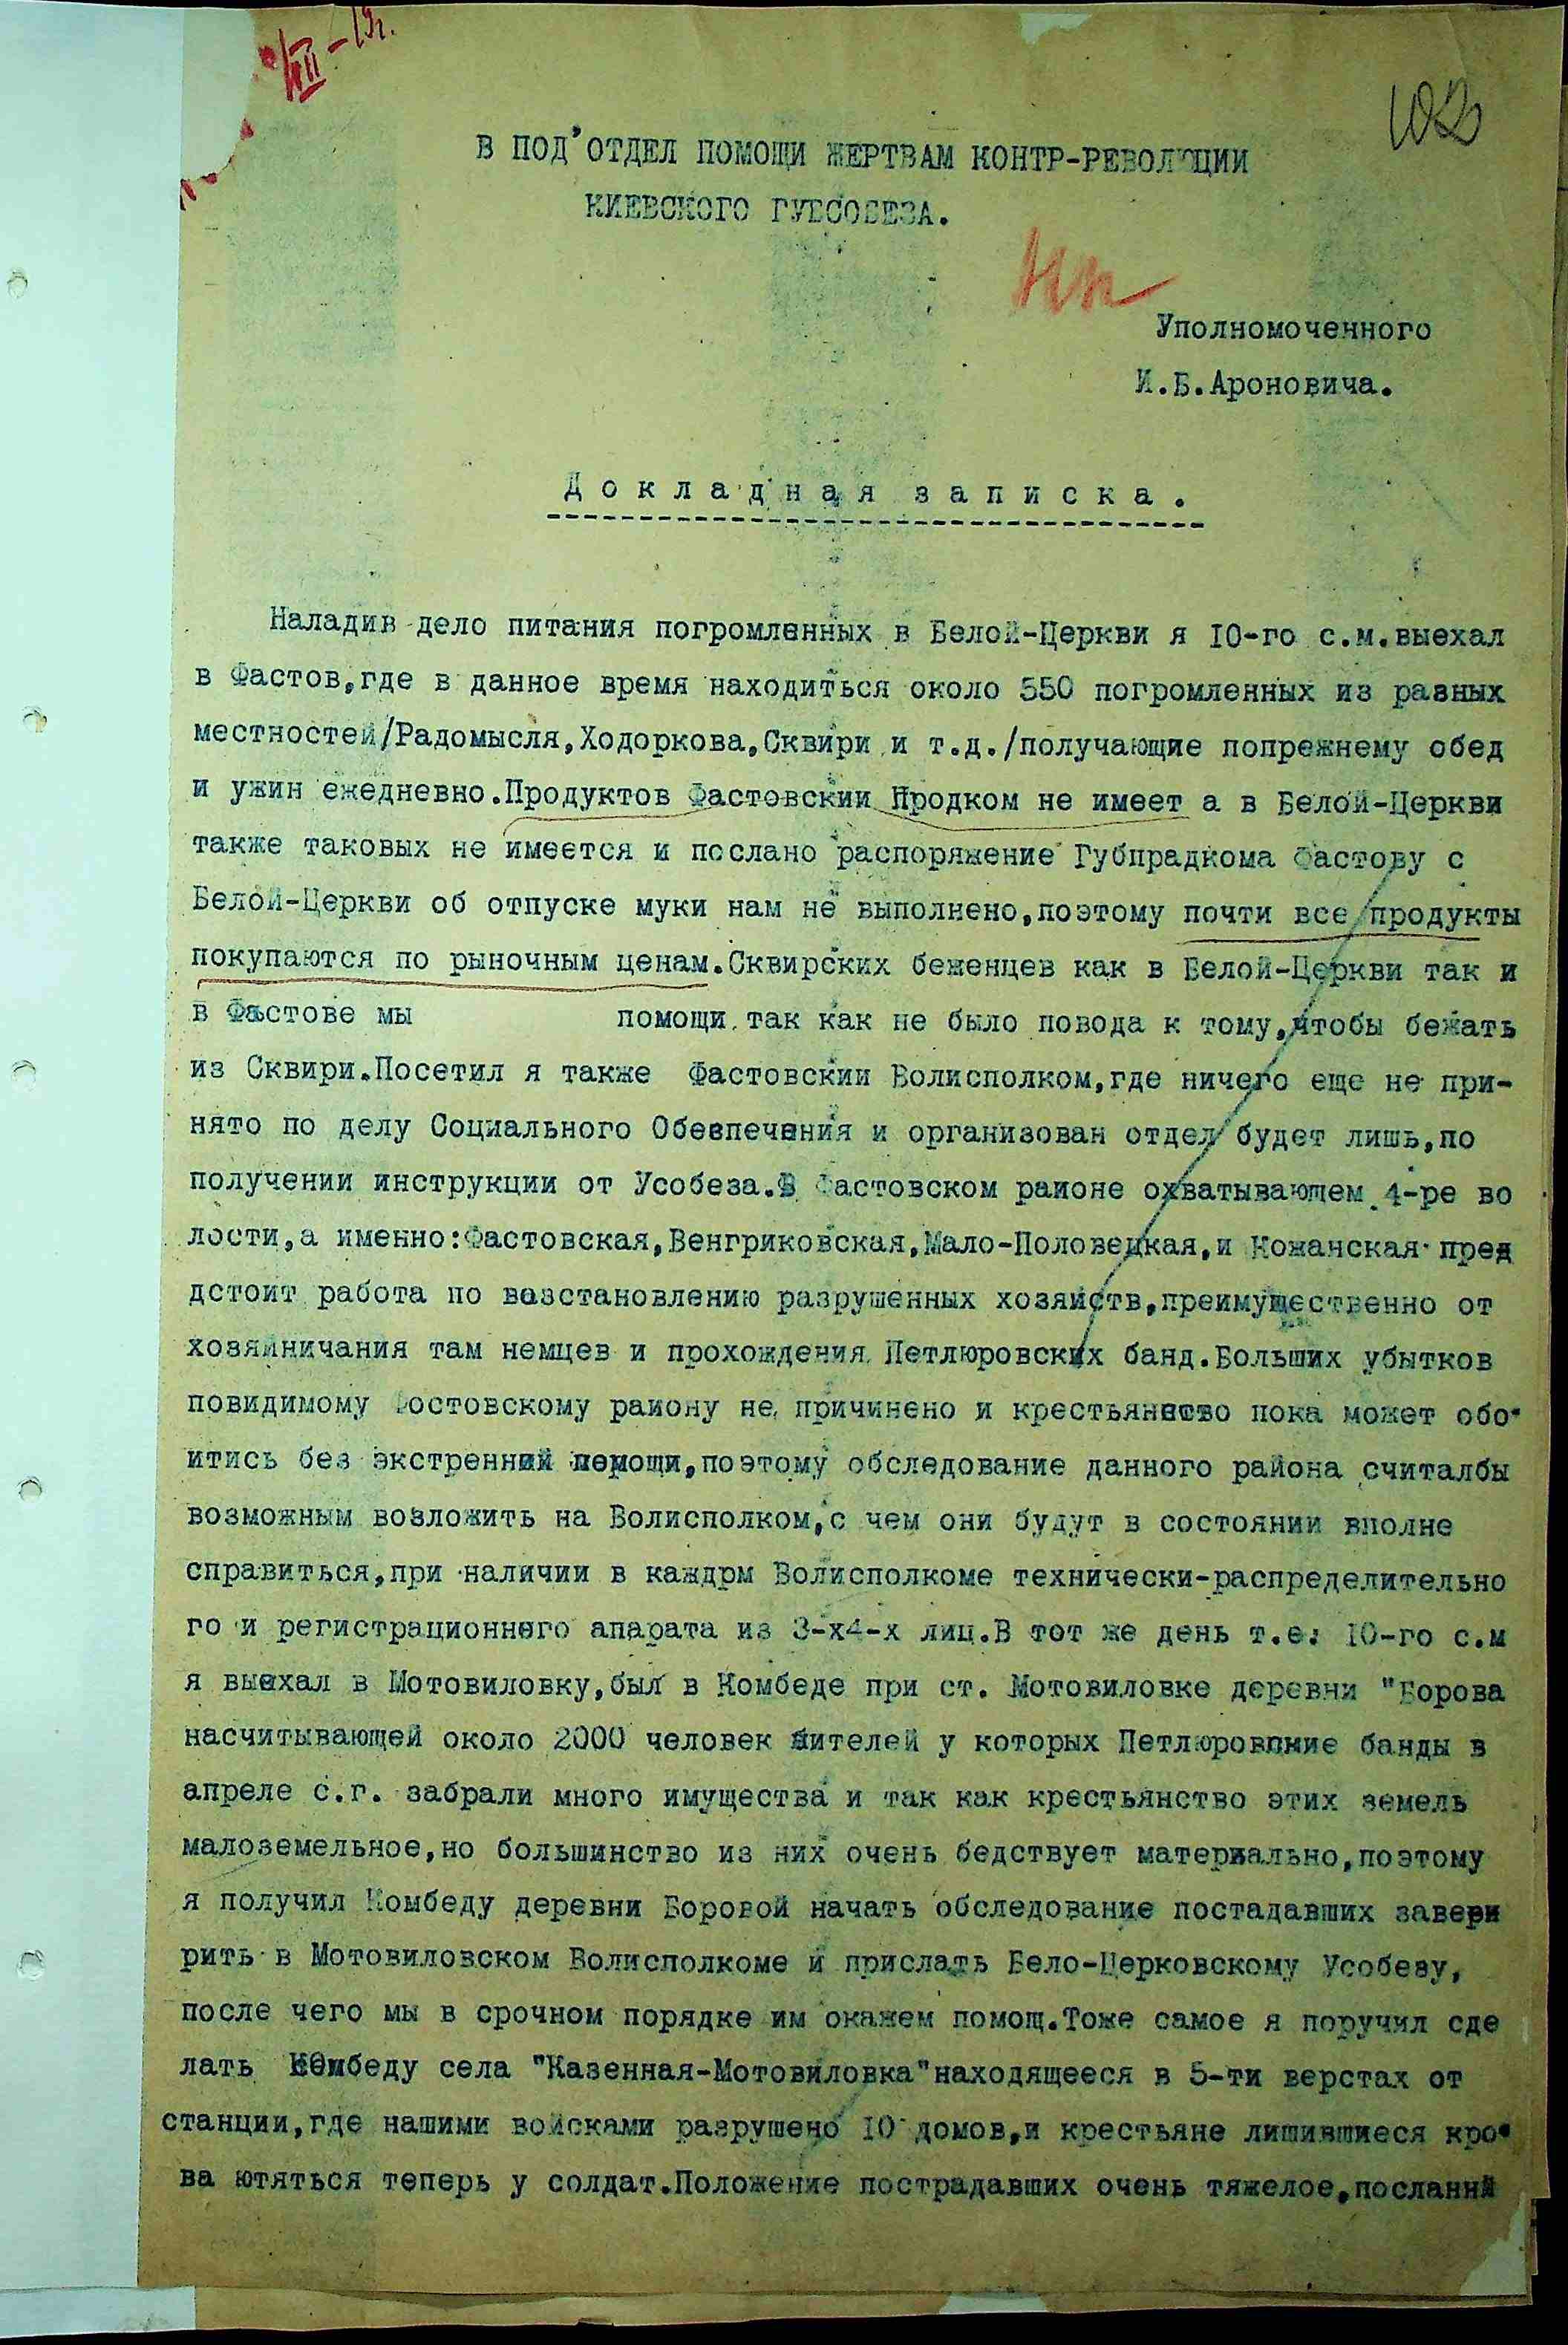 /VII-19г.
102
В ПОД'ОТДЕЛ ПОМОЩИ ЖЕРТВАМ КОНТР-РЕВОЛЮЦИИ
КИЕВСКОГО ГУБСОБЕЗА.
Уполномоченного
И.Б.Ароновича.
Докладная записка.
Наладив дело питания погромленных в Белой-Церкви я 10-го с.м.выехал
в Фастов,где в данное время находиться около 550 погромленных из разных
местностей/Радомысля,Ходоркова,Сквири и т.д./получающие попрежнему обед
и ужин ежедневно.Продуктов Фастовский Продком не имеет а в Белой-Церкви
также таковых не имеется и послано распоряжение Губпрадкома Фастову с
Белой-Церкви об отпуске муки нам не выполнено,поэтому почти все продукты
покупаются по рыночным ценам.Сквирских беженцев как в Белой-Церкви так и
в Фастове мы помощи так как не было повода к тому,чтобы бежать
из Сквири.Посетил я также Фастовский Волисполком,где ничего еще не при-
нято по делу Социального Обезпечения и организован отдел будет лишь,по
получении инструкции от Усобеза.В Фастовском районе охватывающем 4-ре во
лости,а именно:Фастовская,Венгриковская,Мало-Половецкая,и Кожанская пред
дстоит работа по возстановлению разрушенных хозяйств,преимущественно от
хозяйничания там немцев и прохождения Петлюровских банд.Больших убытков
повидимому Фостовскому району не причинено и крестьянство пока может обо-
йтись без экстренний помощи,поэтому обследование данного района считалбы
возможным возложить на Волисполком,с чем они будут в состоянии вполне
справиться,при наличии в каждрм Волисполкоме технически-распределительно
го и регистрационного апарата из 3-х4-х лиц.В тот же день т.е. 10-го с.м
я выехал в Мотовиловку,был в Комбеде при ст. Мотовиловке деревни "Борова
насчитывающей около 2000 человек жителей у которых Петлюровские банды в
апреле с.г. забрали много имущества и так как крестьянство этих земель
малоземельное,но большинство из них очень бедствует материально,поэтому
я получил Комбеду деревни Боровой начать обследование постадавших завери
рить в Мотовиловском Волисполкоме и прислать Бело-Церковскому Усобезу,
после чего мы в срочном порядке им окажем помощ.Тоже самое я поручил сде
лать Комбеду села "Казенная-Мотовиловка"находящееся в 5-ти верстах от
станции,где нашими войсками разрушено 10 домов,и крестьяне лишившиеся кро-
ва ютяться теперь у солдат.Положение пострадавших очень тяжелое,посланий